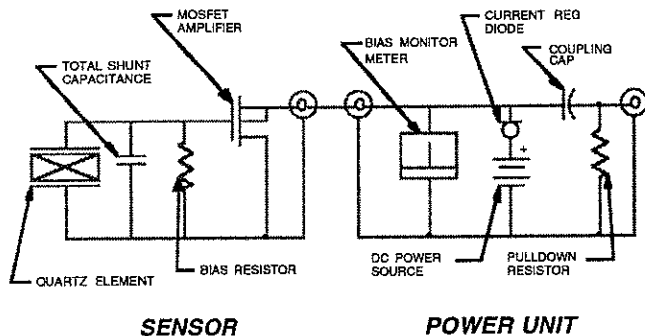 MOSFET
AMPLIFIER
TOTAL SHUNT
CAPACITANCE
BIAS MONITOR
METER
CURRENT REG
DIODE
COUPLING
CAP
+
QUARTZ ELEMENT
BIAS RESISTOR
DC POWER
SOURCE
PULLDOWN
RESISTOR
SENSOR
POWER UNIT